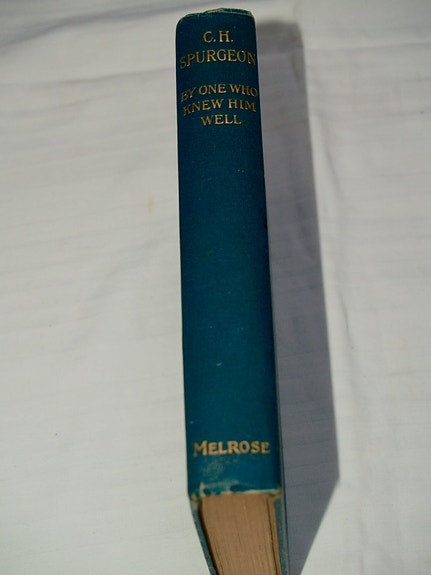 C.H.
SPURGEON
BY ONE WHO
KNEW HIM
WELL
MELROSE